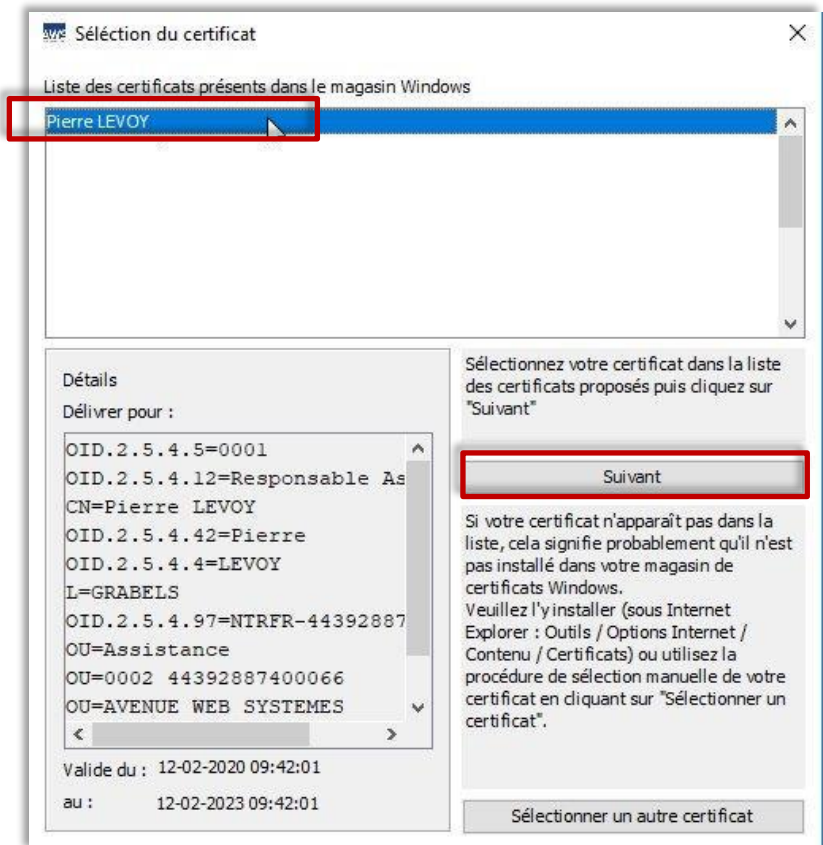 AWS Séléction du certificat
Liste des certificats présents dans le magasin Windows
Pierre LEVOY
Détails
Délivrer pour :
OID.2.5.4.5=0001
OID.2.5.4.12=Responsable As
CN=Pierre LEVOY
OID.2.5.4.42=Pierre
OID.2.5.4.4=LEVOY
L=GRABELS
OID.2.5.4.97=NTRFR-44392887
OU=Assistance
OU=0002 44392887400066
OU=AVENUE WEB SYSTEMES
Valide du : 12-02-2020 09:42:01
au : 12-02-2023 09:42:01
Sélectionnez votre certificat dans la liste
des certificats proposés puis cliquez sur
"Suivant"
Suivant
Si votre certificat n'apparaît pas dans la
liste, cela signifie probablement qu'il n'est
pas installé dans votre magasin de
certificats Windows.
Veuillez l'y installer (sous Internet
Explorer : Outils / Options Internet /
Contenu / Certificats) ou utilisez la
procédure de sélection manuelle de votre
certificat en cliquant sur "Sélectionner un
certificat".
Sélectionner un autre certificat